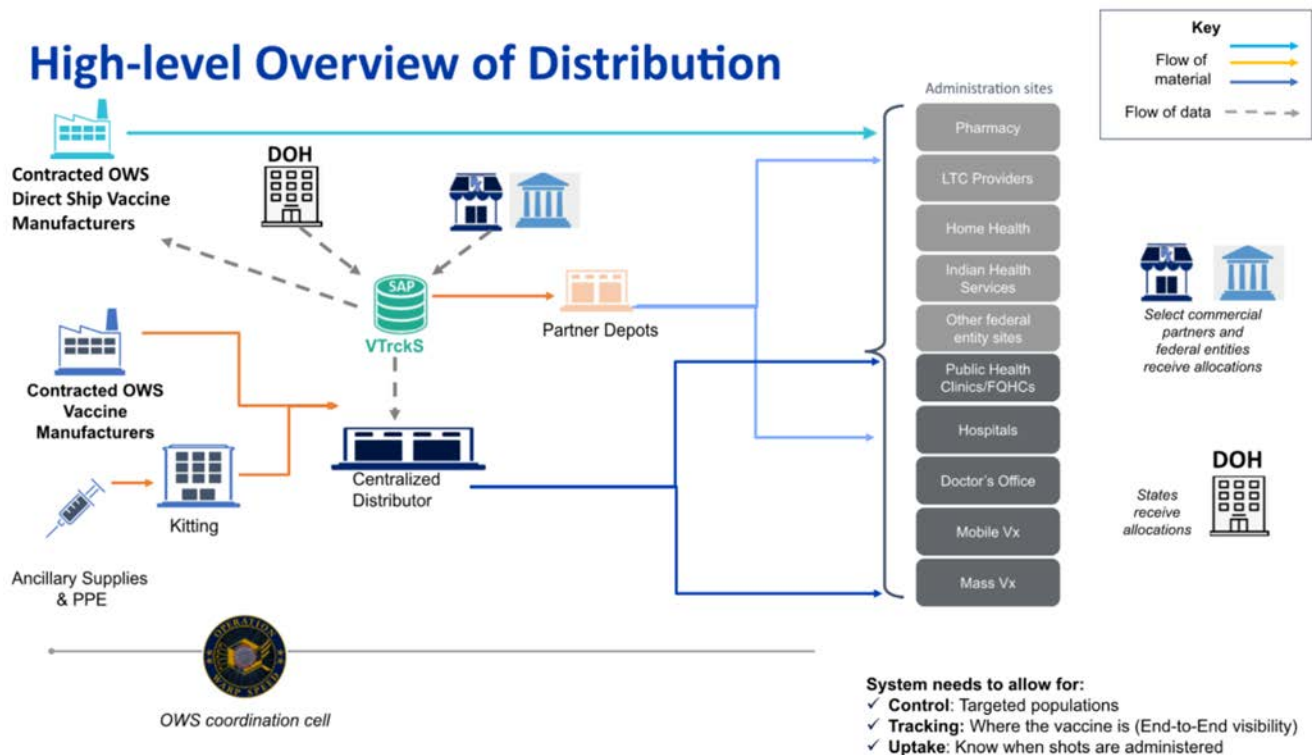 High-level Overview of Distribution
Key
Flow of
material
Flow of data
Contracted OWS
Direct Ship Vaccine
Manufacturers
DOH
SAP
VTrckS
Partner Depots
Contracted OWS
Vaccine
Manufacturers
Centralized
Distributor
Kitting
Ancillary Supplies
& PPE
OPERATION
WARP SPEED
OWS coordination cell
Administration sites
Pharmacy
LTC Providers
Home Health
Indian Health
Services
Other federal
entity sites
Public Health
Clinics/FQHCs
Hospitals
Doctor's Office
Mobile Vx
Mass Vx
Select commercial
partners and
federal entities
receive allocations
DOH
States
receive
allocations
System needs to allow for:
✓ Control: Targeted populations
✓ Tracking: Where the vaccine is (End-to-End visibility)
✓ Uptake: Know when shots are administered